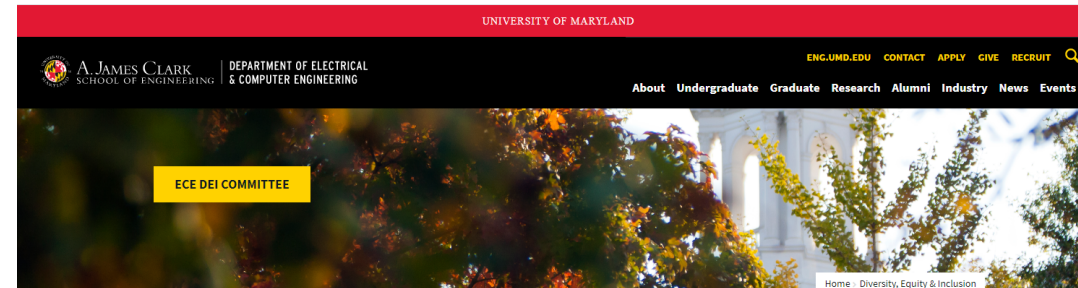 UNIVERSITY OF MARYLAND
ENG.UMD.EDU CONTACT APPLY GIVE RECRUIT
A. JAMES CLARK
SCHOOL OF ENGINEERING
DEPARTMENT OF ELECTRICAL
& COMPUTER ENGINEERING
About Undergraduate Graduate Research Alumni Industry News Events
ECE DEI COMMITTEE
Home › Diversity, Equity & Inclusion